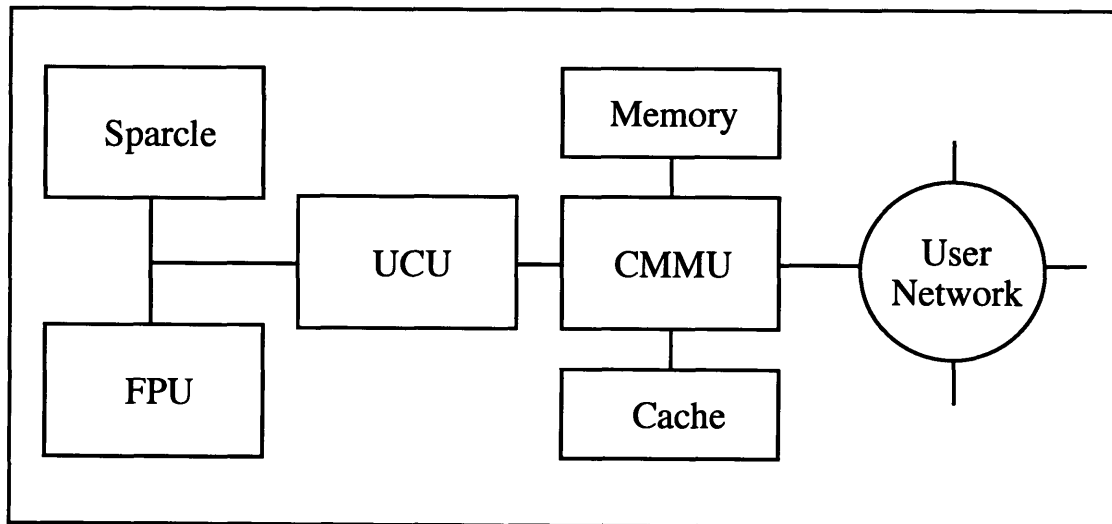 Sparcle
Memory
UCU
CMMU
User
Network
FPU
Cache